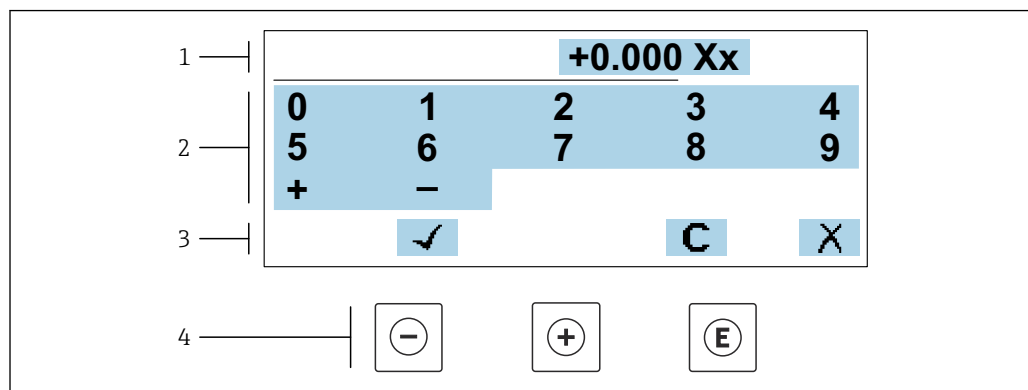 1 +0.000 Xx
2 0 1 2 3 4
5 6 7 8 9
+ −
3 ✓ C X
4 − + E